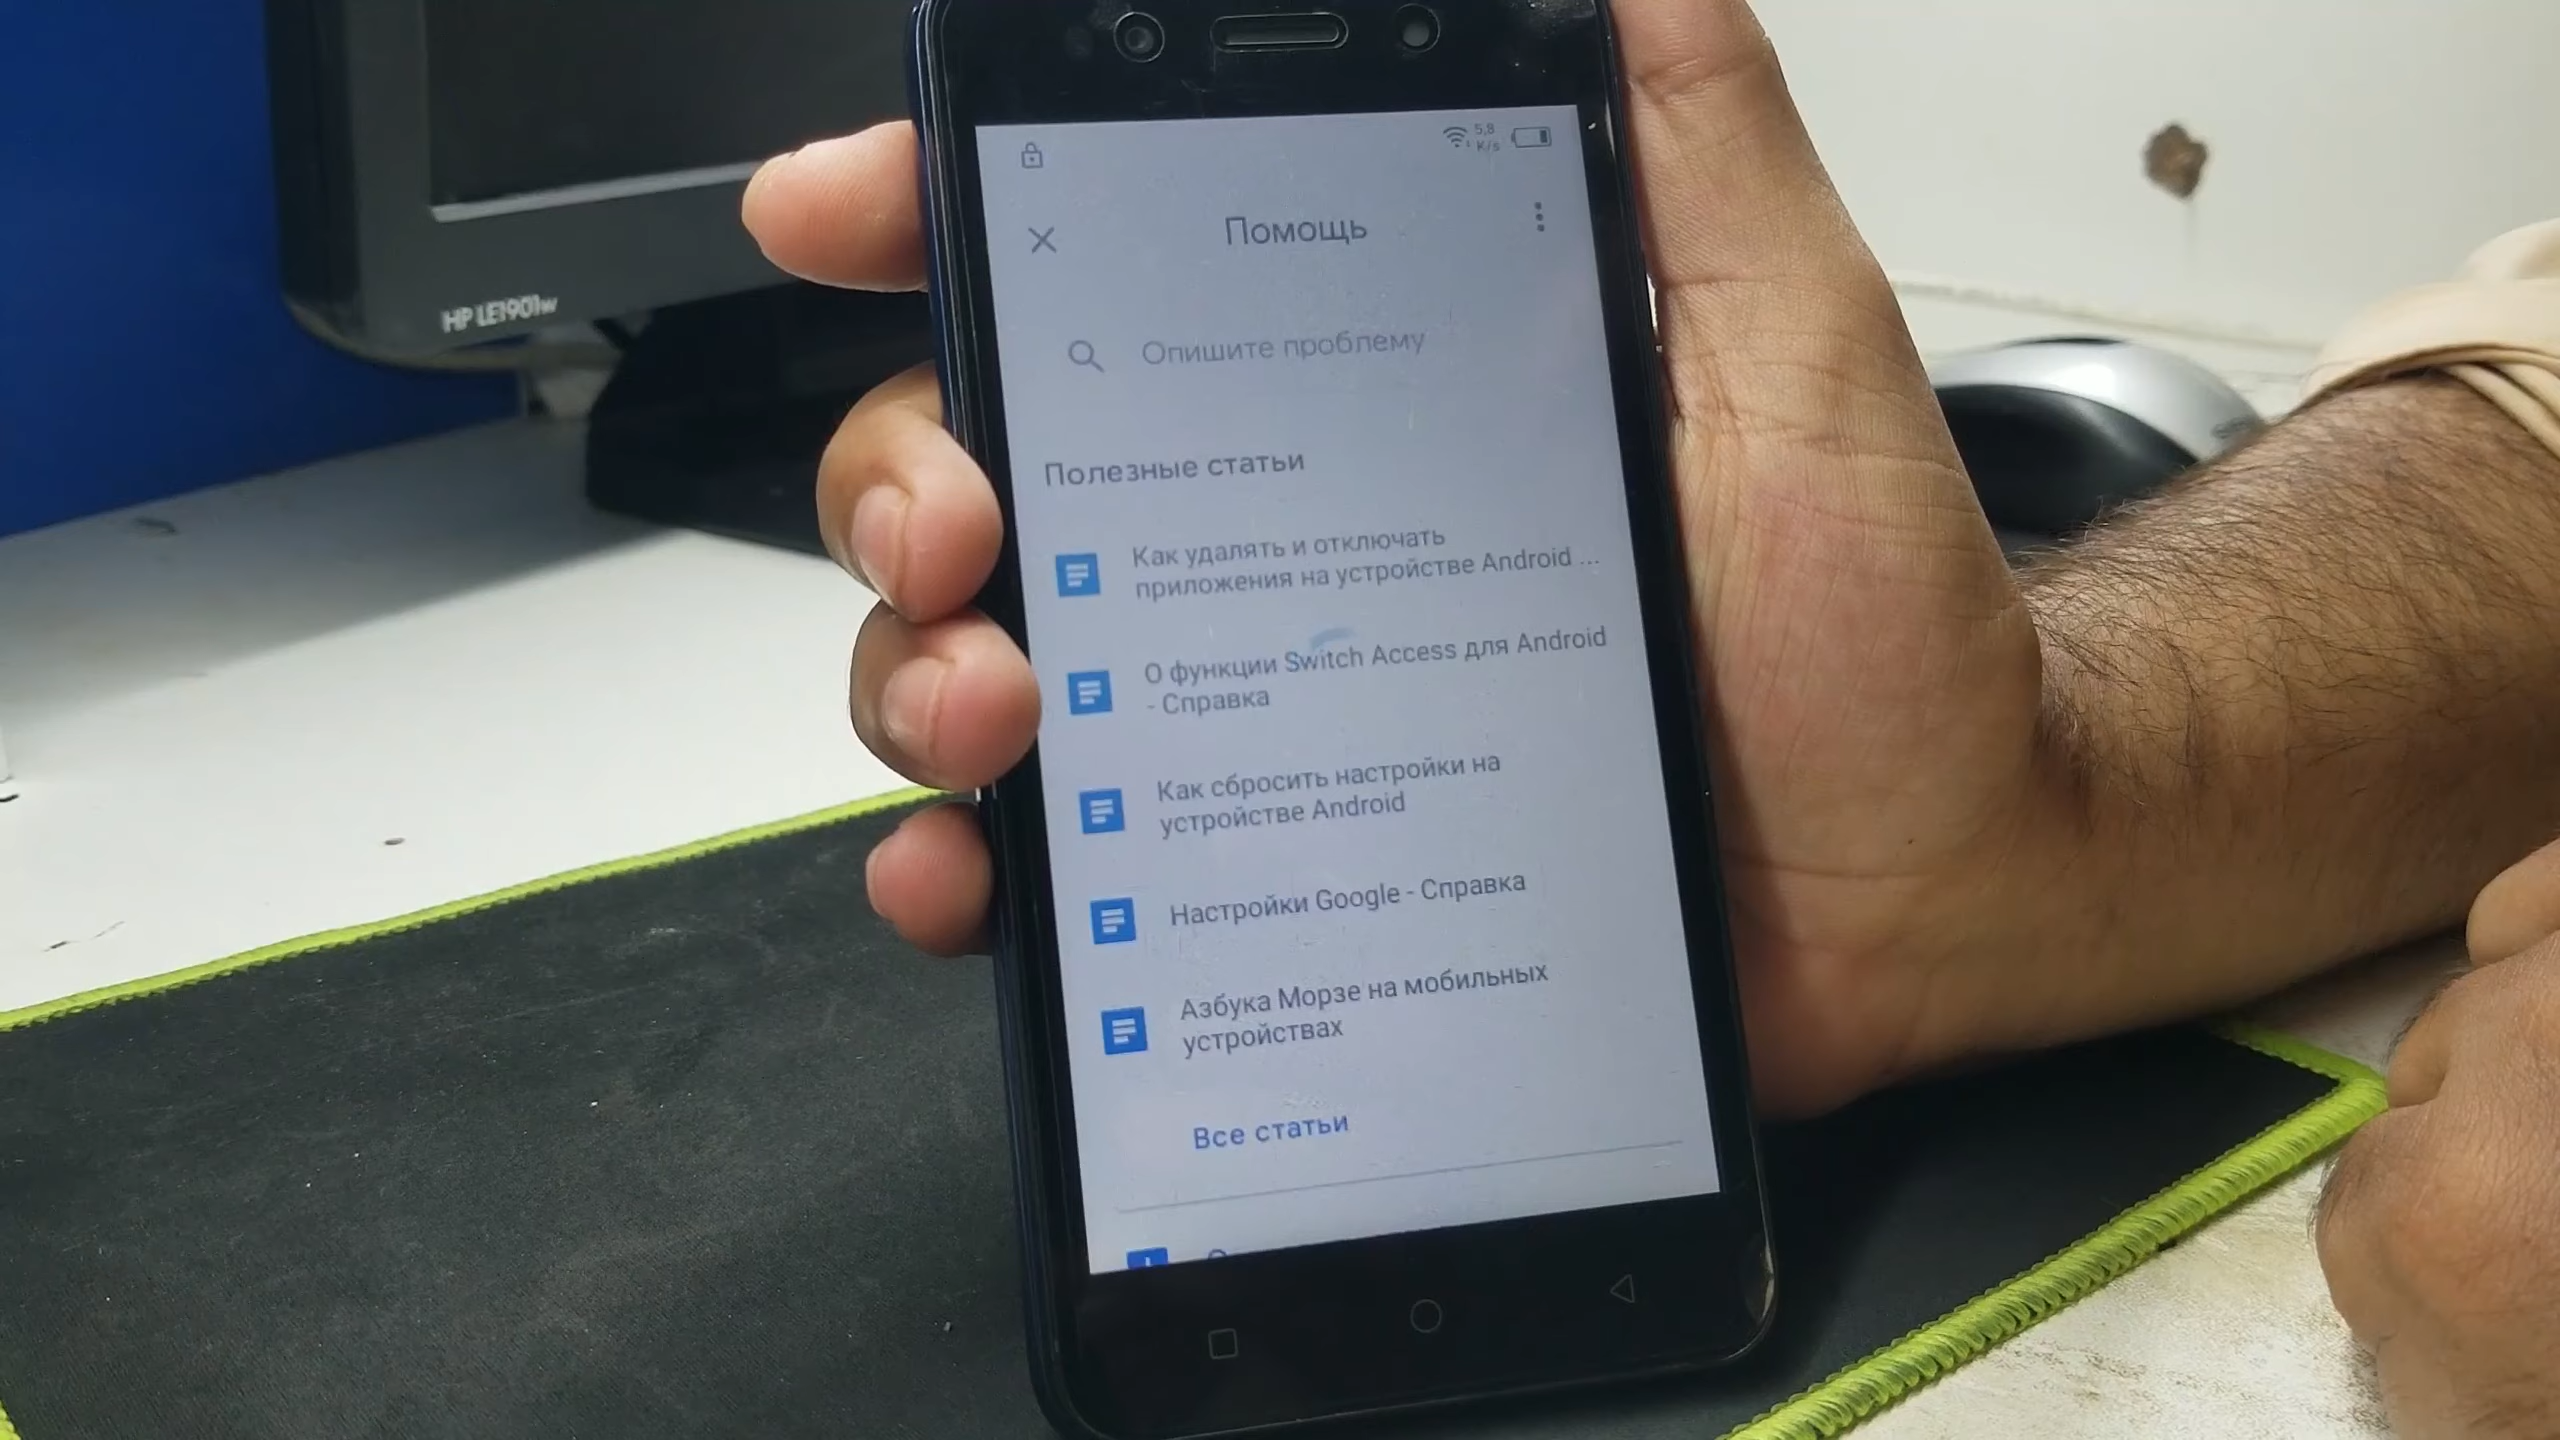 HP LE1901w
5,8
K/s
Помощь
Опишите проблему
Полезные статьи
Как удалять и отключать
приложения на устройстве Android ...
О функции Switch Access для Android
- Справка
Как сбросить настройки на
устройстве Android
Настройки Google - Справка
Азбука Морзе на мобильных
устройствах
Все статьи